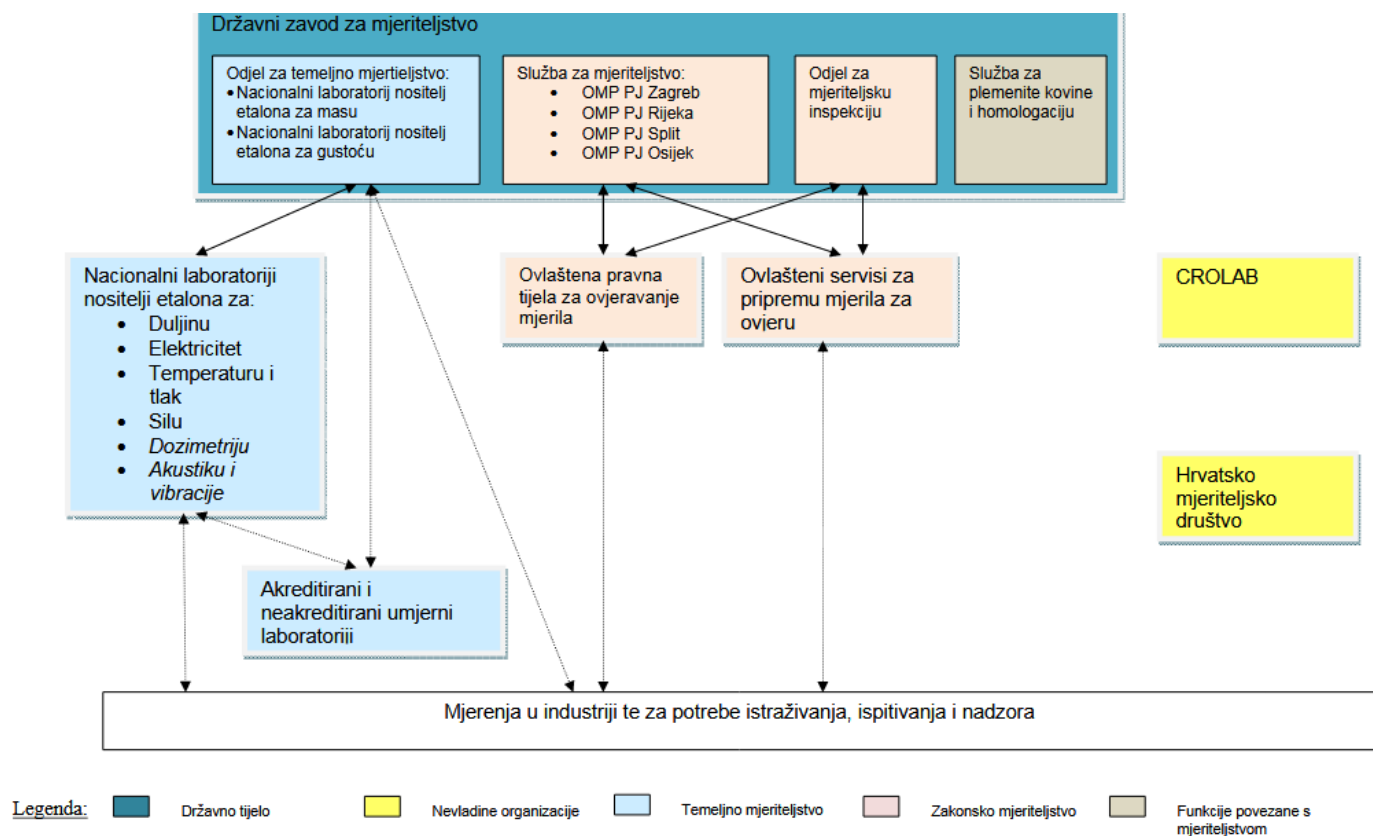 Državni zavod za mjeriteljstvo
Odjel za temeljno mjertieljstvo:
•Nacionalni laboratorij nositelj
etalona za masu
•Nacionalni laboratorij nositelj
etalona za gustoću
Služba za mjeriteljstvo:
• OMP PJ Zagreb
• OMP PJ Rijeka
• OMP PJ Split
• OMP PJ Osijek
Odjel za
mjeriteljsku
inspekciju
Služba za
plemenite kovine
i homologaciju
Nacionalni laboratoriji
nositelji etalona za:
• Duljinu
• Elektricitet
• Temperaturu i
tlak
• Silu
• Dozimetriju
• Akustiku i
vibracije
Ovlaštena pravna
tijela za ovjeravanje
mjerila
Ovlašteni servisi za
pripremu mjerila za
ovjeru
CROLAB
Hrvatsko
mjeriteljsko
društvo
Akreditirani i
neakreditirani umjerni
laboratoriji
Mjerenja u industriji te za potrebe istraživanja, ispitivanja i nadzora
Legenda:
Državno tijelo
Nevladine organizacije
Temeljno mjeriteljstvo
Zakonsko mjeriteljstvo
Funkcije povezane s
mjeriteljstvom